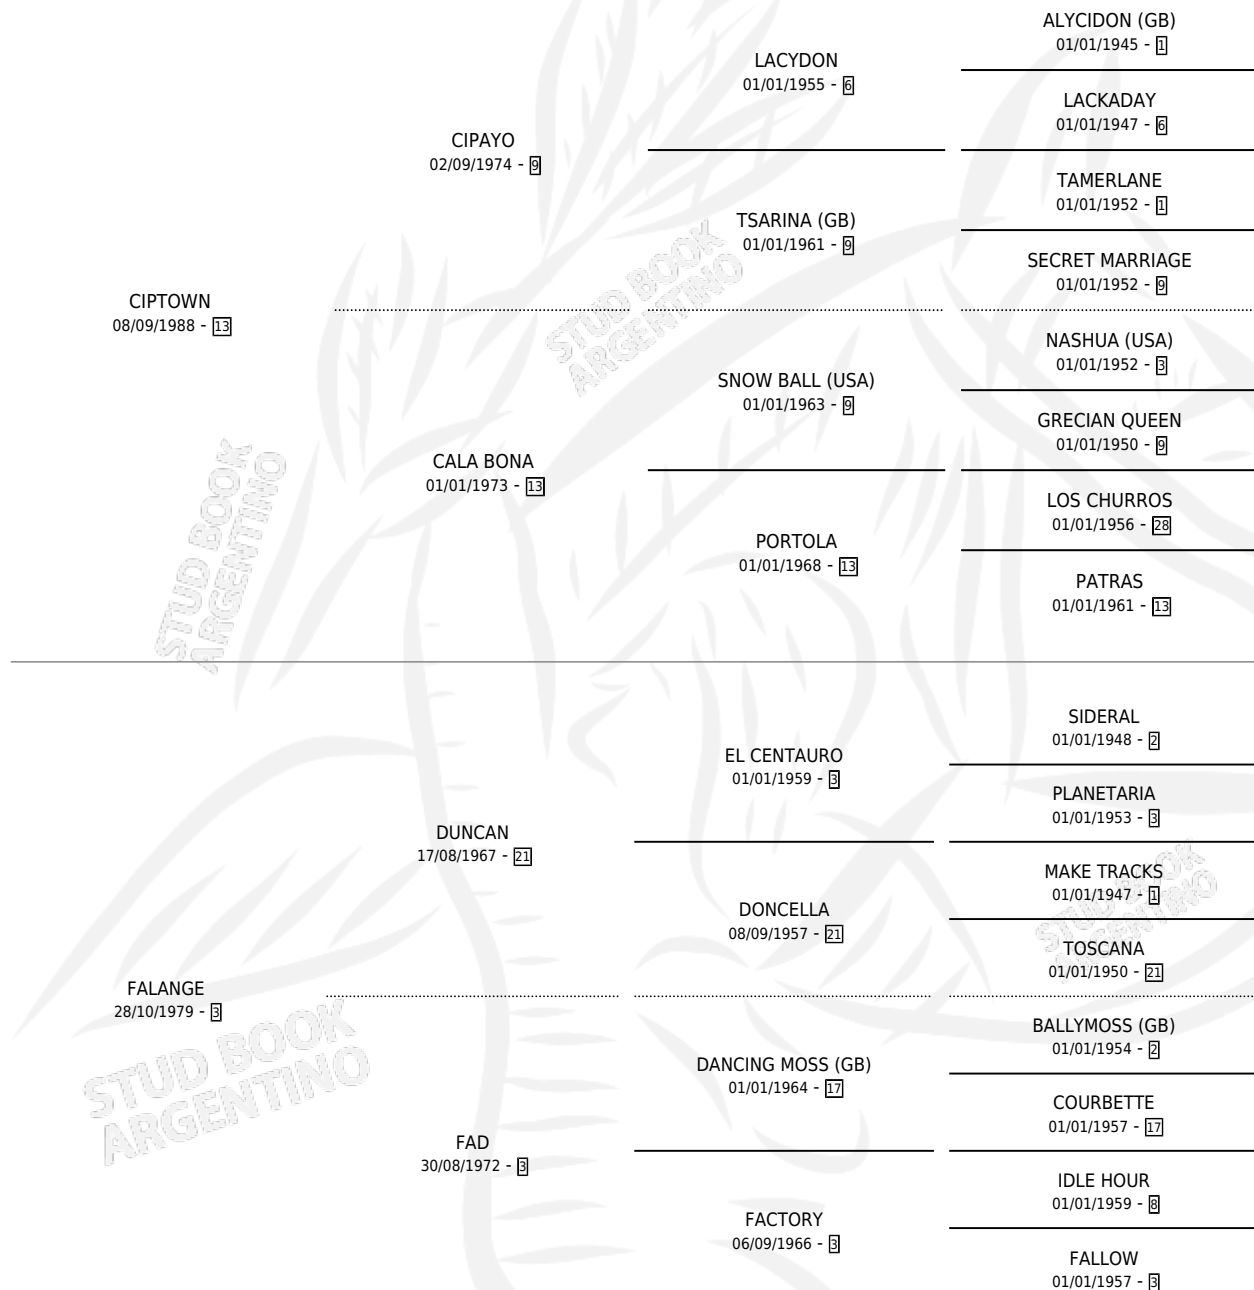 ALYCIDON (GB)
01/01/1945 - 1
LACYDON
01/01/1955 - 6
LACKADAY
01/01/1947 - 6
CIPAYO
02/09/1974 - 9
TAMERLANE
01/01/1952 - 1
TSARINA (GB)
01/01/1961 - 9
SECRET MARRIAGE
01/01/1952 - 9
CIPTOWN
08/09/1988 - 13
STUD BOOK
ARGENTINO
NASHUA (USA)
01/01/1952 - 3
SNOW BALL (USA)
01/01/1963 - 9
GRECIAN QUEEN
01/01/1950 - 9
CALA BONA
01/01/1973 - 13
LOS CHURROS
01/01/1956 - 28
PORTOLA
01/01/1968 - 13
PATRAS
01/01/1961 - 13
STUD BOOK
ARGENTINO
SIDERAL
01/01/1948 - 2
EL CENTAURO
01/01/1959 - 3
PLANETARIA
01/01/1953 - 3
DUNCAN
17/08/1967 - 21
MAKE TRACKS
01/01/1947 - 1
DONCELLA
08/09/1957 - 21
STUD BOOK
ARGENTINO
TOSCANA
01/01/1950 - 21
FALANGE
28/10/1979 - 3
BALLYMOSS (GB)
01/01/1954 - 2
DANCING MOSS (GB)
01/01/1964 - 17
STUD BOOK
ARGENTINO
COURBETTE
01/01/1957 - 17
FAD
30/08/1972 - 3
IDLE HOUR
01/01/1959 - 8
FACTORY
06/09/1966 - 3
FALLOW
01/01/1957 - 3